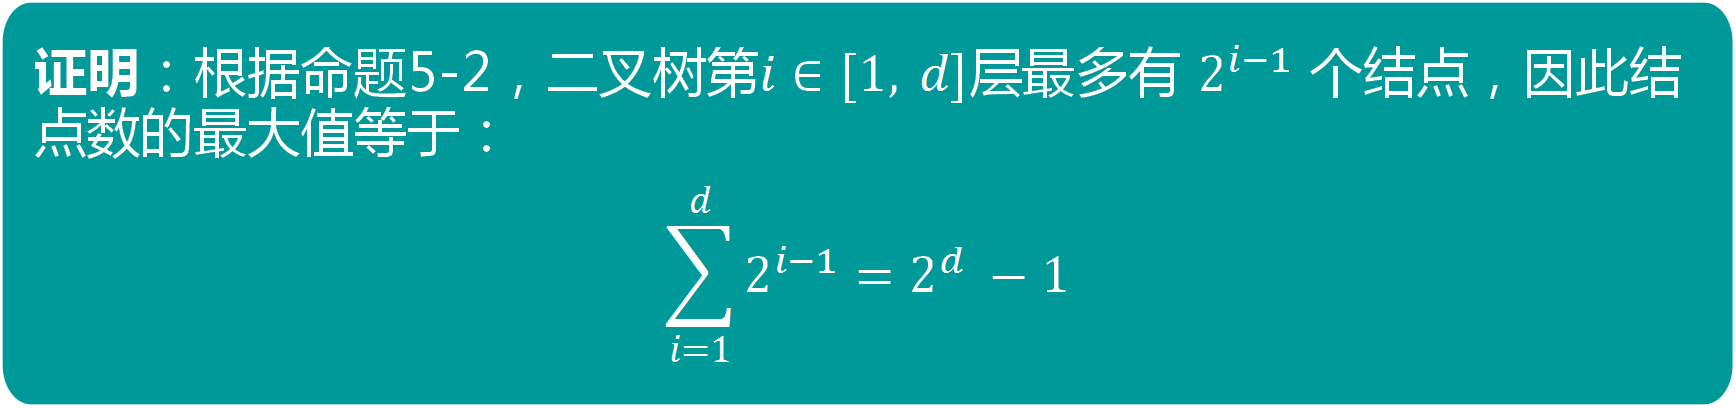 证明：根据命题5-2，二叉树第i ∈ [1, d]层最多有 2^{i−1} 个结点，因此结
点数的最大值等于：
\sum_{i=1}^{d} 2^{i−1} = 2^{d} − 1